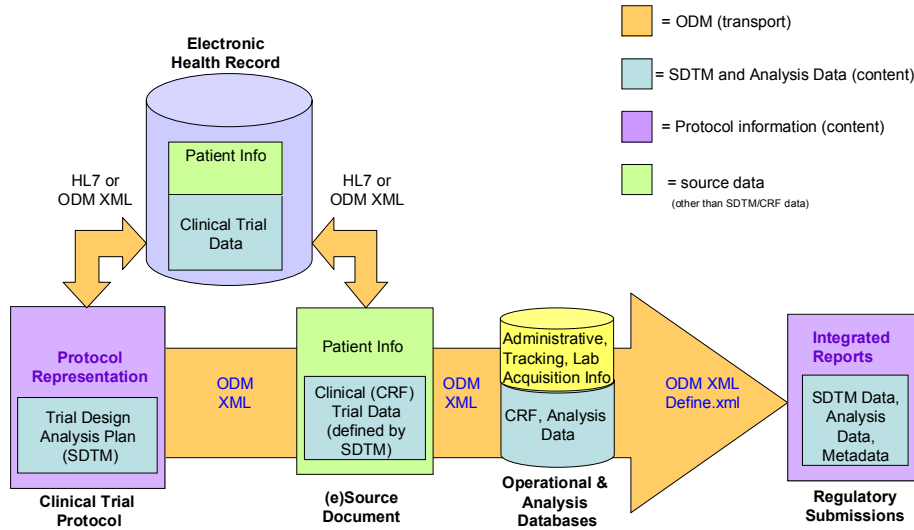 Electronic
Health Record
Patient Info
Clinical Trial
Data
HL7 or
ODM XML
HL7 or
ODM XML
= ODM (transport)
= SDTM and Analysis Data (content)
= Protocol information (content)
= source data
(other than SDTM/CRF data)
Protocol
Representation
Trial Design
Analysis Plan
(SDTM)
Clinical Trial
Protocol
ODM
XML
Patient Info
Clinical (CRF)
Trial Data
(defined by
SDTM)
(e)Source
Document
ODM
XML
Administrative,
Tracking, Lab
Acquisition Info
CRF, Analysis
Data
Operational &
Analysis
Databases
ODM XML
Define.xml
Integrated
Reports
SDTM Data,
Analysis
Data,
Metadata
Regulatory
Submissions